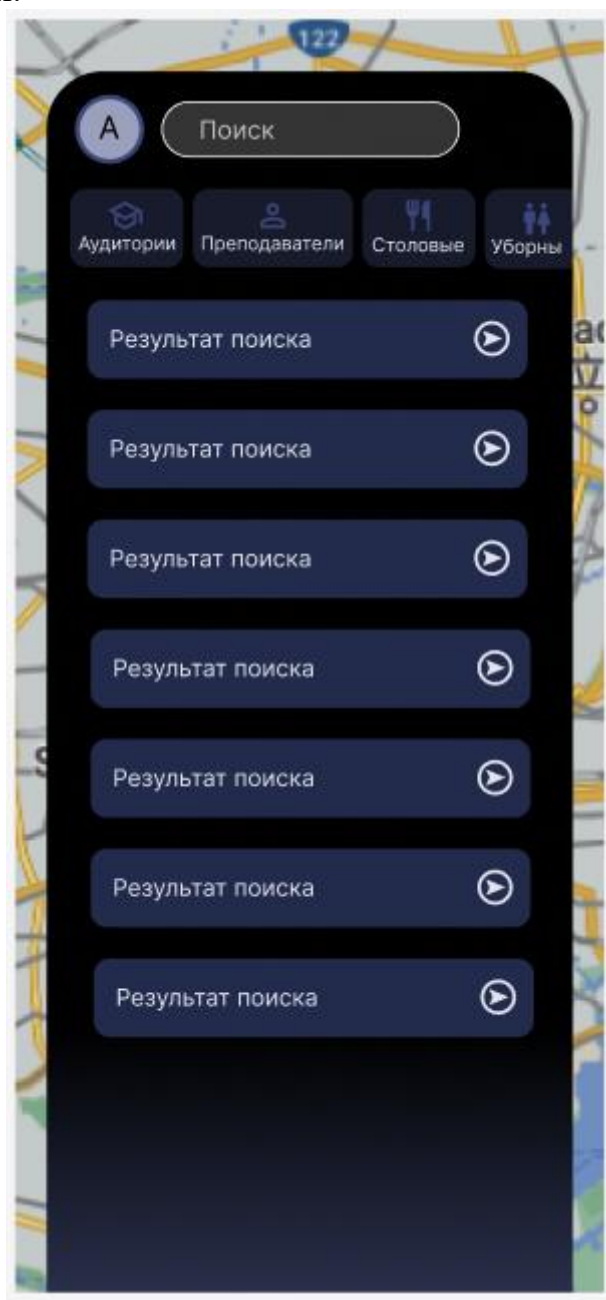 122
А
Поиск
Аудитории
Преподаватели
Столовые
Уборны
Результат поиска
Результат поиска
Результат поиска
Результат поиска
Результат поиска
Результат поиска
Результат поиска